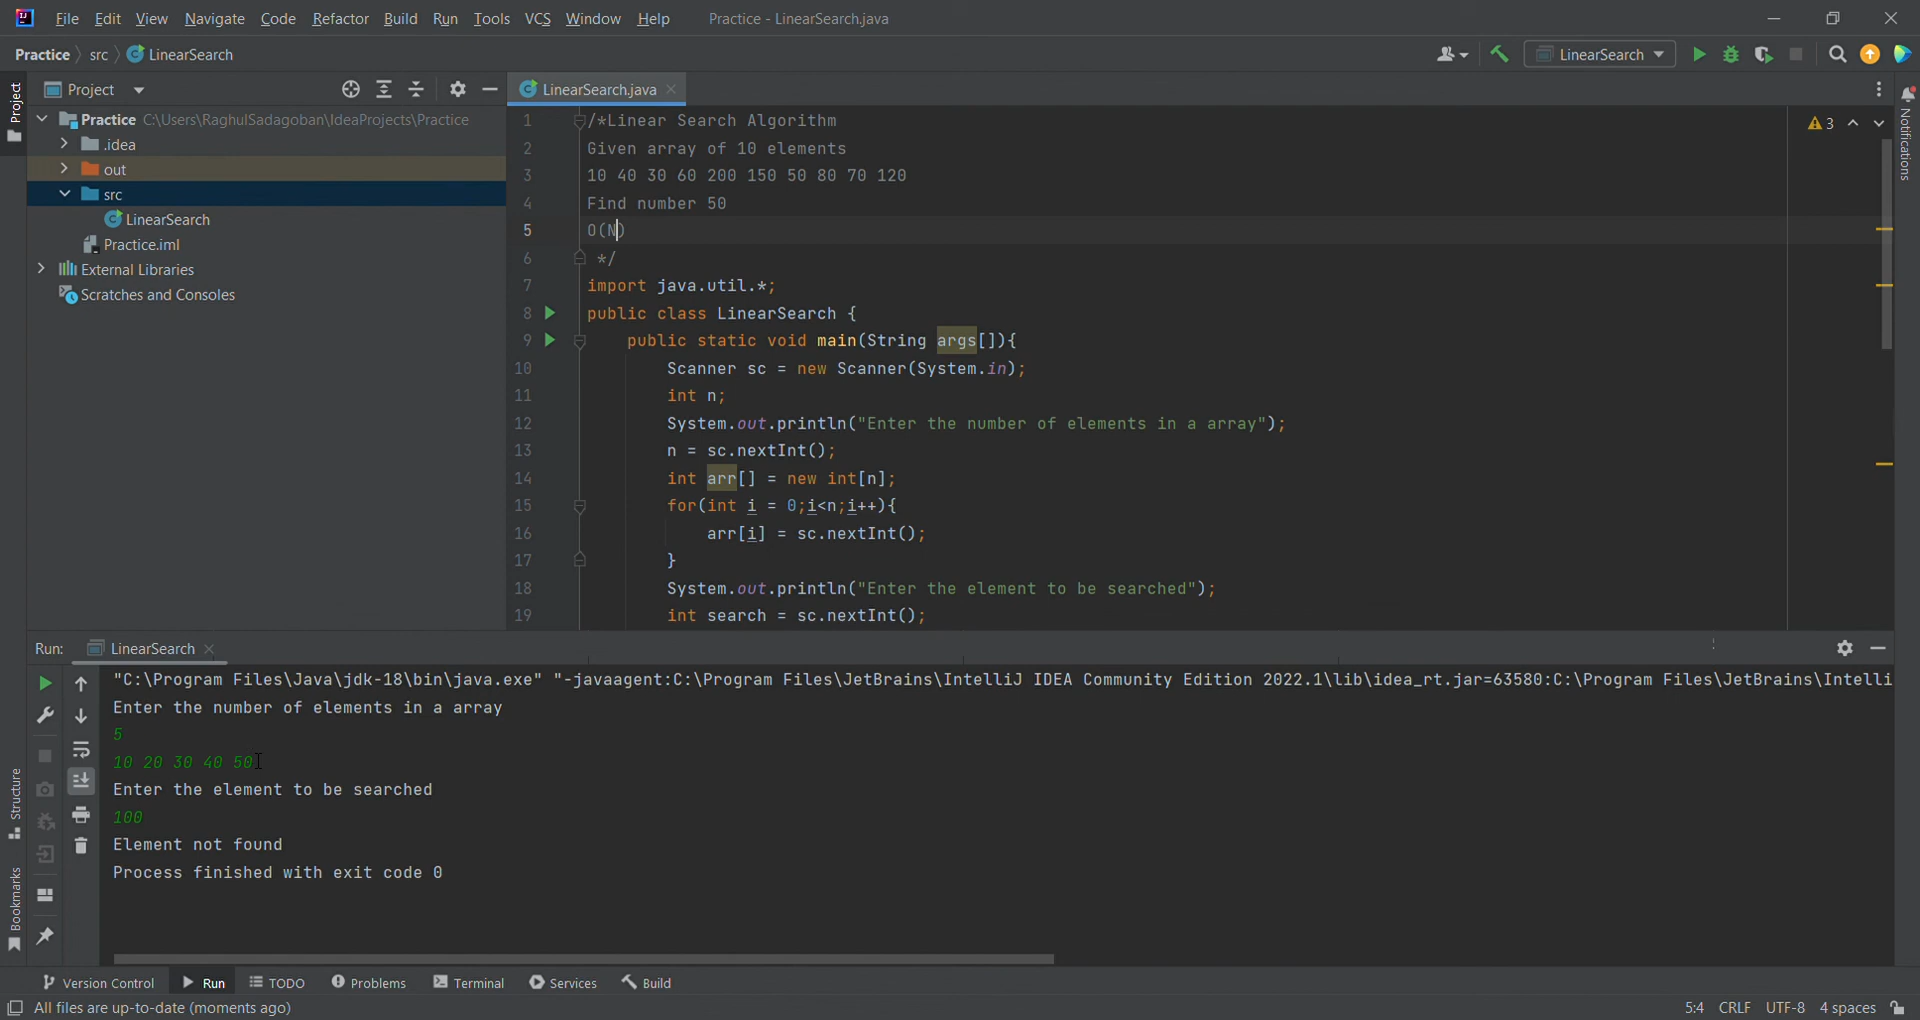 File Edit View Navigate Code Refactor Build Run Tools VCS Window Help Practice - LinearSearch.java
Practice src LinearSearch
LinearSearch
Project
Project
LinearSearch.java
Notifications
Practice C:\Users\RaghulSadagoban\IdeaProjects\Practice
.idea
out
src
LinearSearch
Practice.iml
External Libraries
Scratches and Consoles
3
1 /*Linear Search Algorithm
2 Given array of 10 elements
3 10 40 30 60 200 150 50 80 70 120
4 Find number 50
5 O(N)
6 */
7 import java.util.*;
8 public class LinearSearch {
9 public static void main(String args[]){
10 Scanner sc = new Scanner(System.in);
11 int n;
12 System.out.println("Enter the number of elements in a array");
13 n = sc.nextInt();
14 int arr[] = new int[n];
15 for(int i = 0;i<n;i++){
16 arr[i] = sc.nextInt();
17 }
18 System.out.println("Enter the element to be searched");
19 int search = sc.nextInt();
Run: LinearSearch
"C:\Program Files\Java\jdk-18\bin\java.exe" "-javaagent:C:\Program Files\JetBrains\IntelliJ IDEA Community Edition 2022.1\lib\idea_rt.jar=63580:C:\Program Files\JetBrains\Intelli
Enter the number of elements in a array
5
10 20 30 40 50
Enter the element to be searched
100
Element not found
Process finished with exit code 0
Structure
Bookmarks
Version Control Run TODO Problems Terminal Services Build
All files are up-to-date (moments ago) 5:4 CRLF UTF-8 4 spaces